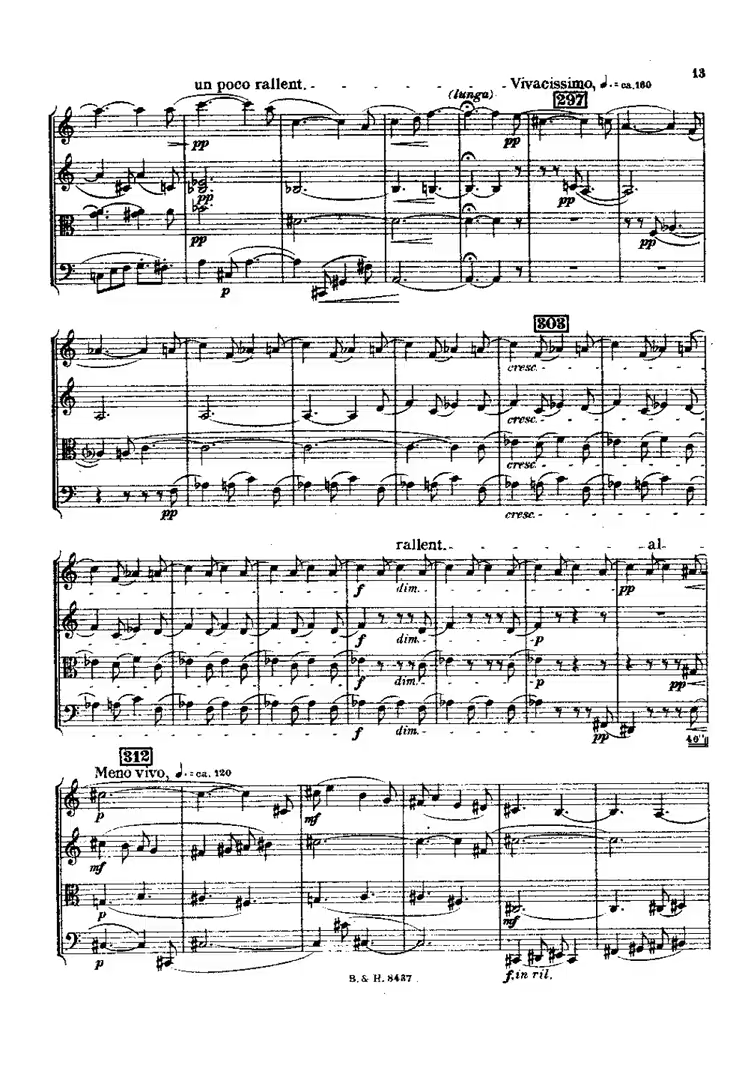 13
un poco rallent. - - - - - - Vivacissimo, ♩. = ca. 160
(lunga)
297
pp
pp
pp
pp
pp
pp
p
pp
303
cresc.
cresc.
cresc.
pp
cresc.
rallent. - - - - - - al
f dim. pp
f dim. p
f dim. p pp
f dim. pp
40"
312
Meno vivo, ♩. = ca. 120
p mf
mf
p mf
p f. in ril.
B. & H. 8437